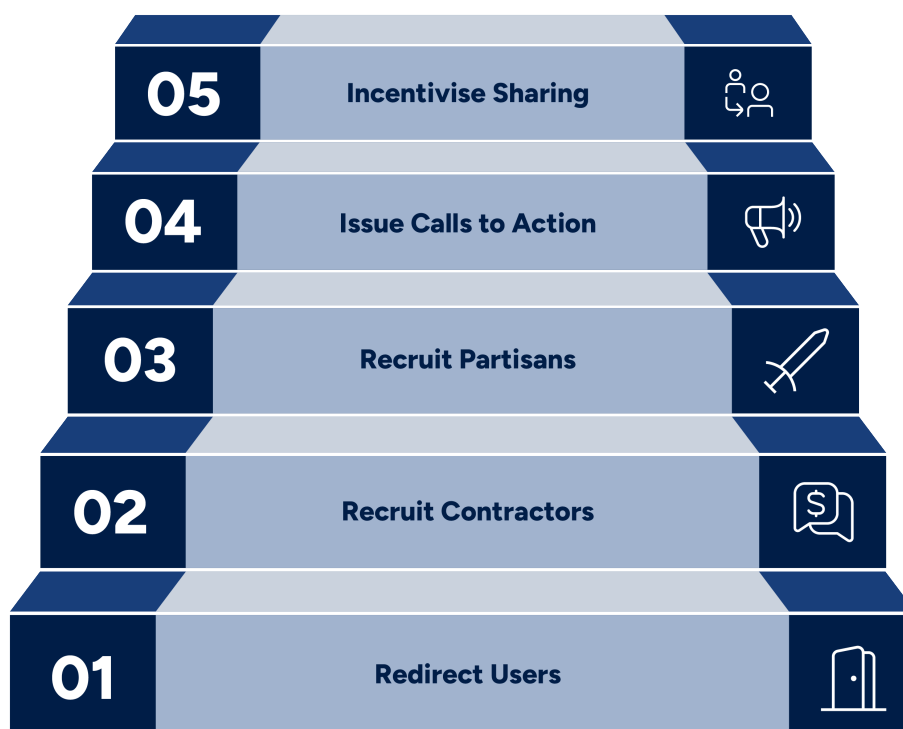 05
Incentivise Sharing
04
Issue Calls to Action
03
Recruit Partisans
02
$
Recruit Contractors
01
Redirect Users